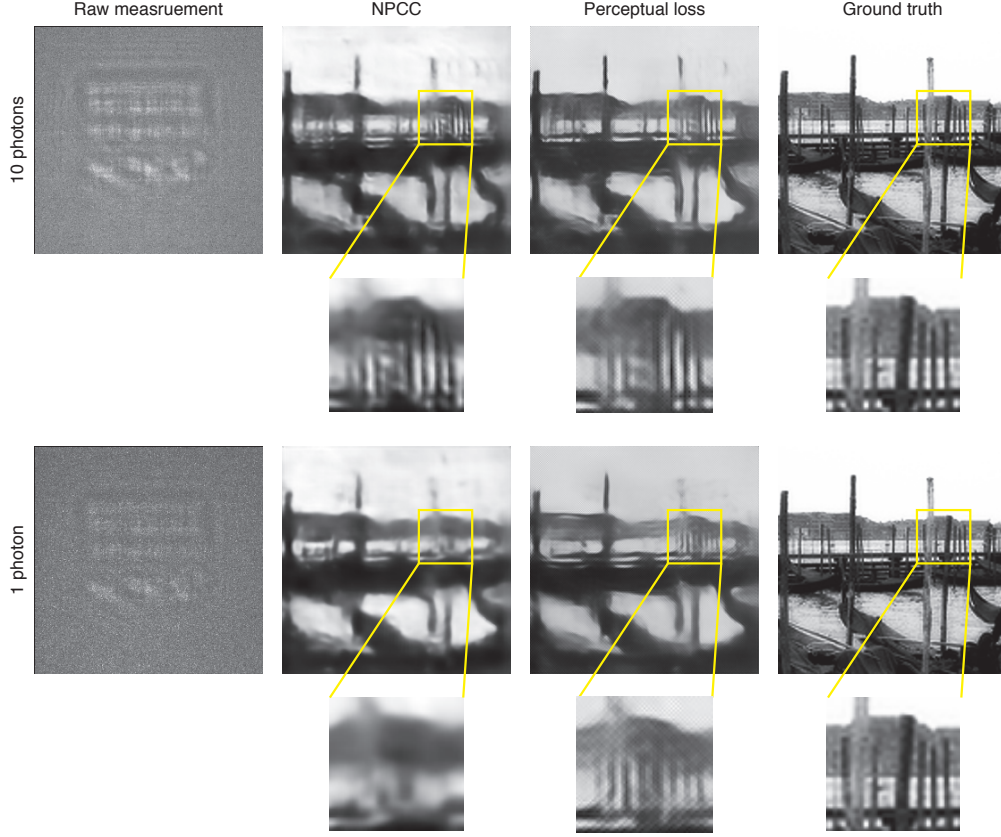 Raw measruement
NPCC
Perceptual loss
Ground truth
10 photons
1 photon